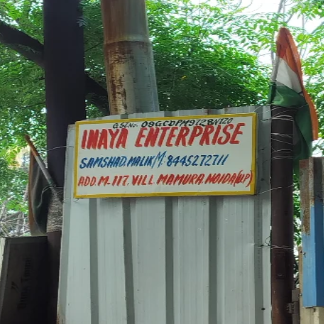 INAYA ENTERPRISE
SAMSHAD.MALIK M. 8445272711
ADD. M-117. VILL MAMURA NOIDA (UP)